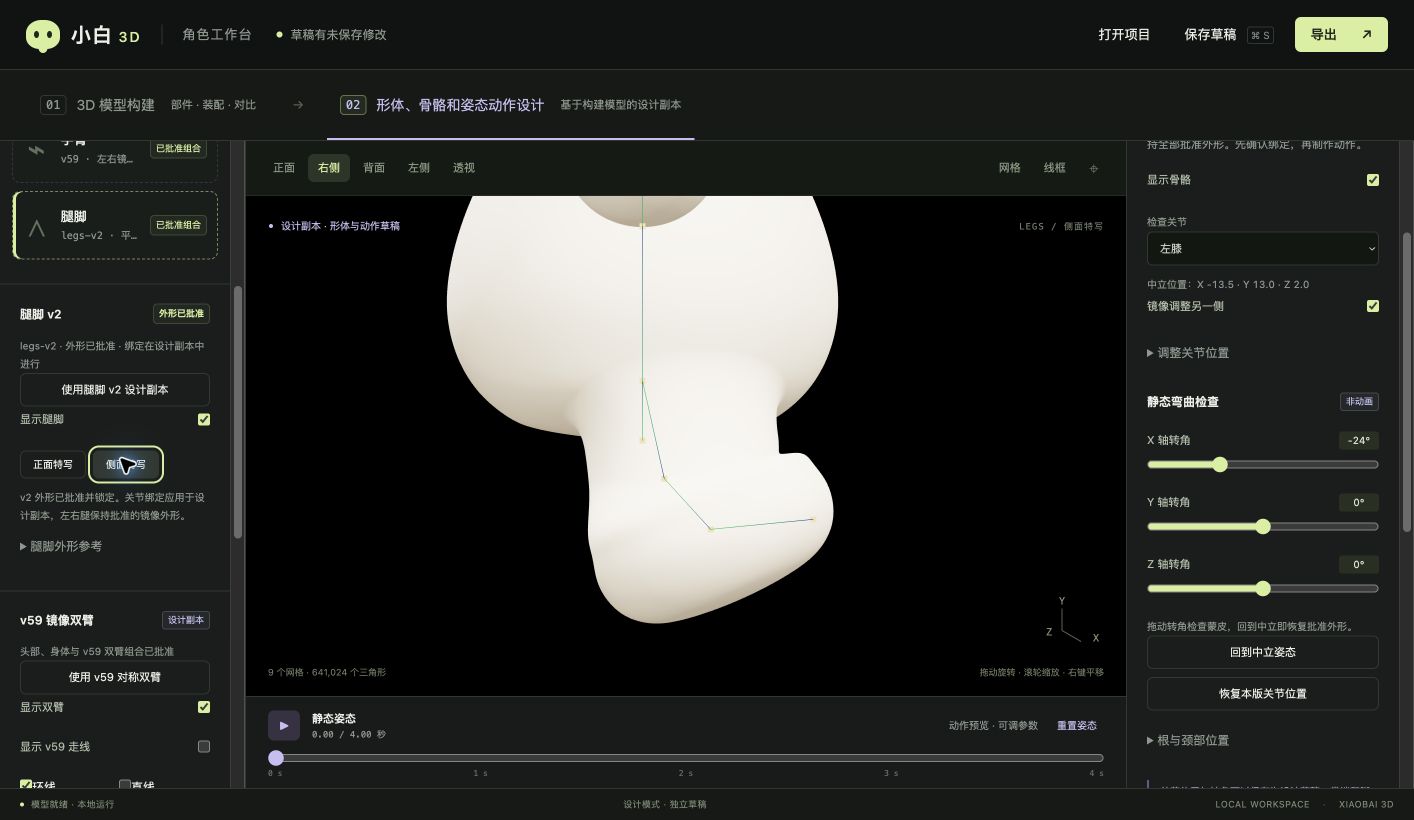 小白 3D
角色工作台
草稿有未保存修改
打开项目
保存草稿 ⌘ S
导出
01 3D 模型构建 部件 · 装配 · 对比
→
02 形体、骨骼和姿态动作设计 基于构建模型的设计副本
v59 · 左右镜…
已批准组合
腿脚
legs-v2 · 平…
已批准组合
腿脚 v2
外形已批准
legs-v2 · 外形已批准 · 绑定在设计副本中
进行
使用腿脚 v2 设计副本
显示腿脚
正面特写
v2 外形已批准并锁定。关节绑定应用于设
计副本，左右腿保持批准的镜像外形。
腿脚外形参考
v59 镜像双臂
设计副本
头部、身体与 v59 双臂组合已批准
使用 v59 对称双臂
显示双臂
显示 v59 走线
环线
直线
正面
右侧
背面
左侧
透视
网格
线框
设计副本 · 形体与动作草稿
LEGS / 侧面特写
Y
Z
X
9 个网格 · 641,024 个三角形
拖动旋转 · 滚轮缩放 · 右键平移
静态姿态
0.00 / 4.00 秒
动作预览 · 可调参数
重置姿态
0 s
1 s
2 s
3 s
4 s
持全部批准外形。先确认绑定，再制作动作。
显示骨骼
检查关节
左膝
中立位置：X -13.5 · Y 13.0 · Z 2.0
镜像调整另一侧
调整关节位置
静态弯曲检查
非动画
X 轴转角
-24°
Y 轴转角
0°
Z 轴转角
0°
拖动转角检查蒙皮，回到中立即恢复批准外形。
回到中立姿态
恢复本版关节位置
根与颈部位置
模型就绪 · 本地运行
设计模式 · 独立草稿
LOCAL WORKSPACE · XIAOBAI 3D